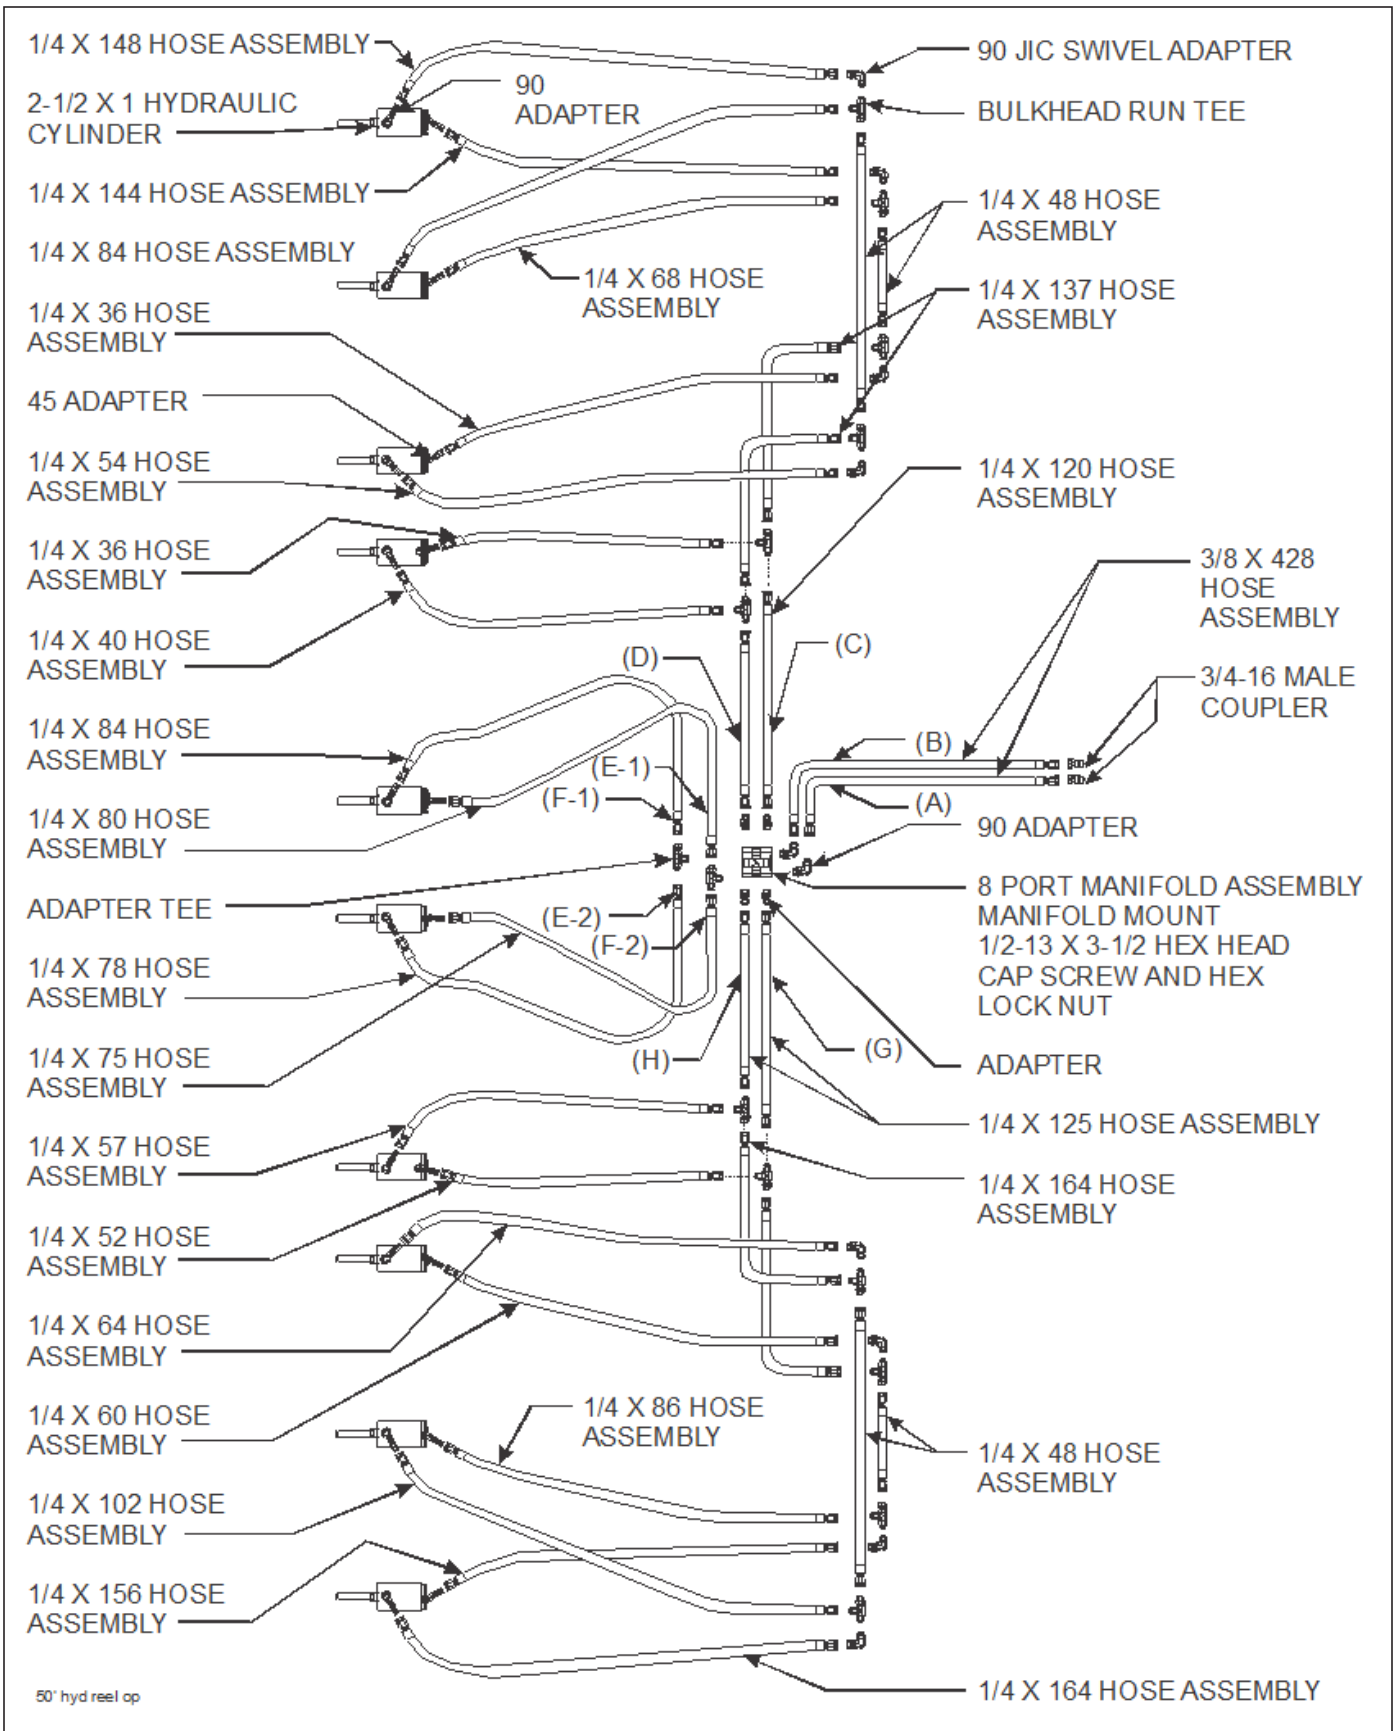 1/4 X 148 HOSE ASSEMBLY
90 JIC SWIVEL ADAPTER
2-1/2 X 1 HYDRAULIC
CYLINDER
90
ADAPTER
BULKHEAD RUN TEE
1/4 X 144 HOSE ASSEMBLY
1/4 X 48 HOSE
ASSEMBLY
1/4 X 84 HOSE ASSEMBLY
1/4 X 68 HOSE
ASSEMBLY
1/4 X 137 HOSE
ASSEMBLY
1/4 X 36 HOSE
ASSEMBLY
45 ADAPTER
1/4 X 54 HOSE
ASSEMBLY
1/4 X 120 HOSE
ASSEMBLY
1/4 X 36 HOSE
ASSEMBLY
3/8 X 428
HOSE
ASSEMBLY
1/4 X 40 HOSE
ASSEMBLY
(D)
(C)
3/4-16 MALE
COUPLER
1/4 X 84 HOSE
ASSEMBLY
(B)
(E-1)
(F-1)
(A)
1/4 X 80 HOSE
ASSEMBLY
90 ADAPTER
ADAPTER TEE
(E-2)
(F-2)
8 PORT MANIFOLD ASSEMBLY
MANIFOLD MOUNT
1/2-13 X 3-1/2 HEX HEAD
CAP SCREW AND HEX
LOCK NUT
1/4 X 78 HOSE
ASSEMBLY
1/4 X 75 HOSE
ASSEMBLY
(H)
(G)
ADAPTER
1/4 X 125 HOSE ASSEMBLY
1/4 X 57 HOSE
ASSEMBLY
1/4 X 164 HOSE
ASSEMBLY
1/4 X 52 HOSE
ASSEMBLY
1/4 X 64 HOSE
ASSEMBLY
1/4 X 60 HOSE
ASSEMBLY
1/4 X 86 HOSE
ASSEMBLY
1/4 X 48 HOSE
ASSEMBLY
1/4 X 102 HOSE
ASSEMBLY
1/4 X 156 HOSE
ASSEMBLY
1/4 X 164 HOSE ASSEMBLY
50' hyd reel op